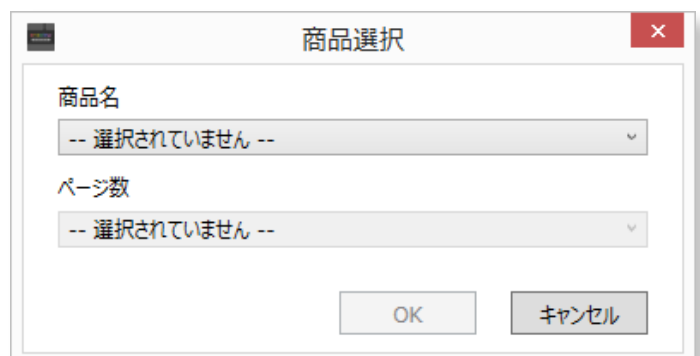 商品選択
商品名
-- 選択されていません --
ページ数
-- 選択されていません --
OK
キャンセル